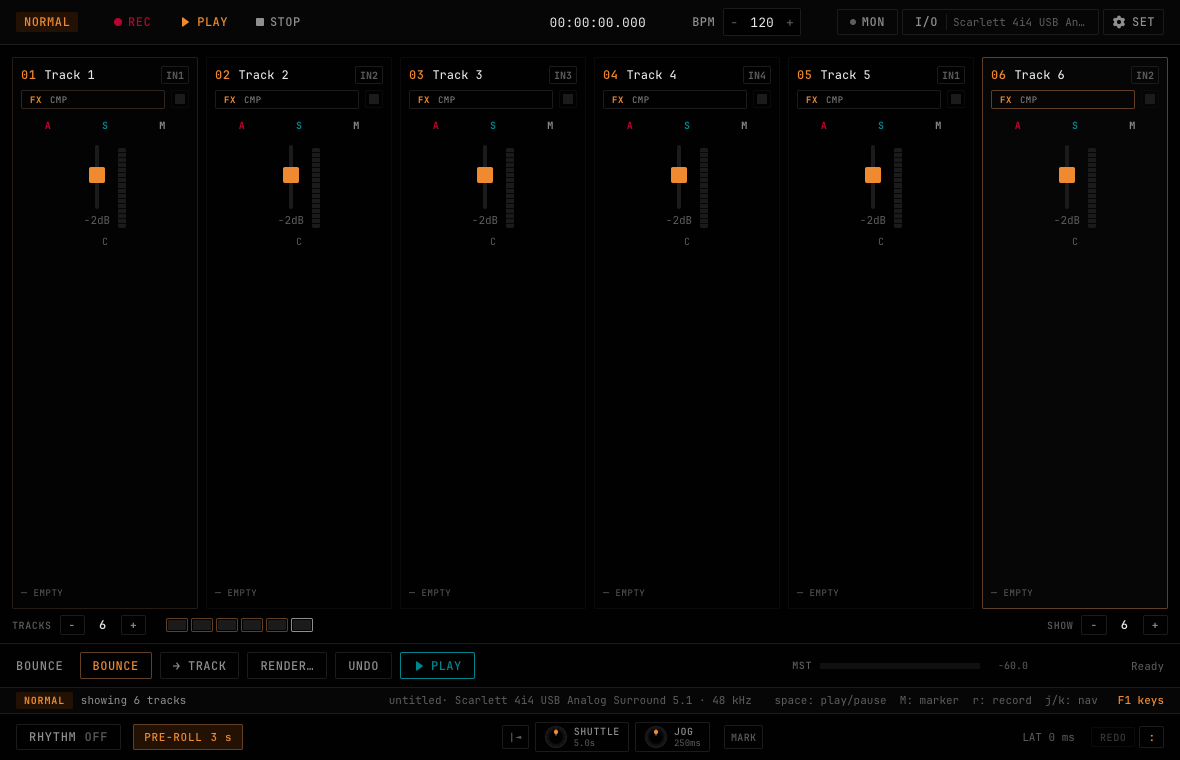 NORMAL REC PLAY STOP 00:00:00.000 BPM - 120 + MON I/O Scarlett 4i4 USB An… SET
01 Track 1 IN1 02 Track 2 IN2 03 Track 3 IN3 04 Track 4 IN4 05 Track 5 IN1 06 Track 6 IN2
FX CMP FX CMP FX CMP FX CMP FX CMP FX CMP
A S M A S M A S M A S M A S M A S M
-2dB -2dB -2dB -2dB -2dB -2dB
C C C C C C
— EMPTY — EMPTY — EMPTY — EMPTY — EMPTY — EMPTY
TRACKS - 6 + SHOW - 6 +
BOUNCE BOUNCE → TRACK RENDER… UNDO PLAY MST -60.0 Ready
NORMAL showing 6 tracks untitled· Scarlett 4i4 USB Analog Surround 5.1 · 48 kHz space: play/pause M: marker r: record j/k: nav F1 keys
RHYTHM OFF PRE-ROLL 3 s |→ SHUTTLE 5.0s JOG 250ms MARK LAT 0 ms REDO :